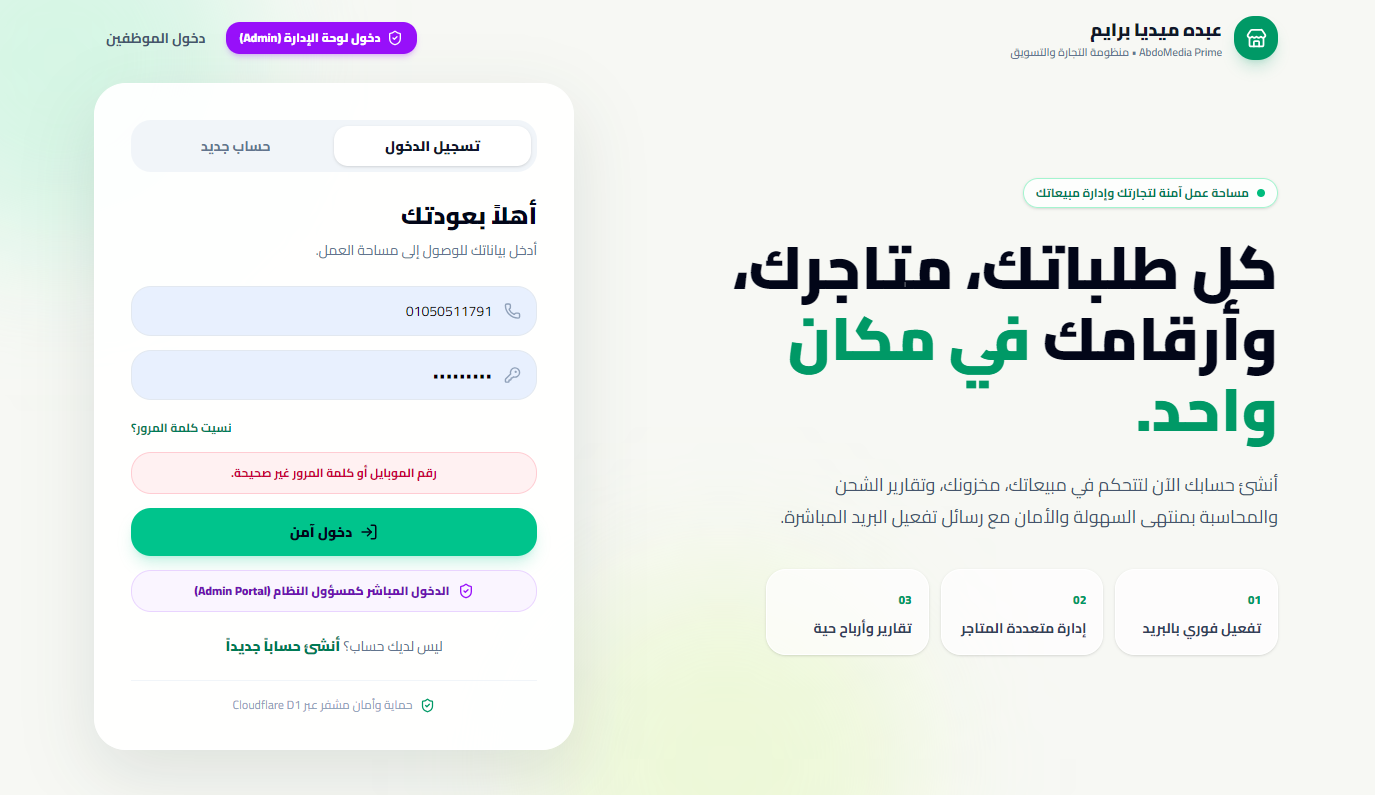 عبده ميديا برايم
AbdoMedia Prime • منظومة التجارة والتسويق
دخول لوحة الإدارة (Admin)
دخول الموظفين
مساحة عمل آمنة لتجارتك وإدارة مبيعاتك
كل طلباتك، متاجرك،
وأرقامك في مكان
واحد.
أنشئ حسابك الآن لتتحكم في مبيعاتك، مخزونك، وتقارير الشحن
والمحاسبة بمنتهى السهولة والأمان مع رسائل تفعيل البريد المباشرة.
01
تفعيل فوري بالبريد
02
إدارة متعددة المتاجر
03
تقارير وأرباح حية
تسجيل الدخول
حساب جديد
أهلاً بعودتك
أدخل بياناتك للوصول إلى مساحة العمل.
01050511791
•••••••••
نسيت كلمة المرور؟
رقم الموبايل أو كلمة المرور غير صحيحة.
دخول آمن
الدخول المباشر كمسؤول النظام (Admin Portal)
ليس لديك حساب؟ أنشئ حساباً جديداً
حماية وأمان مشفر عبر Cloudflare D1